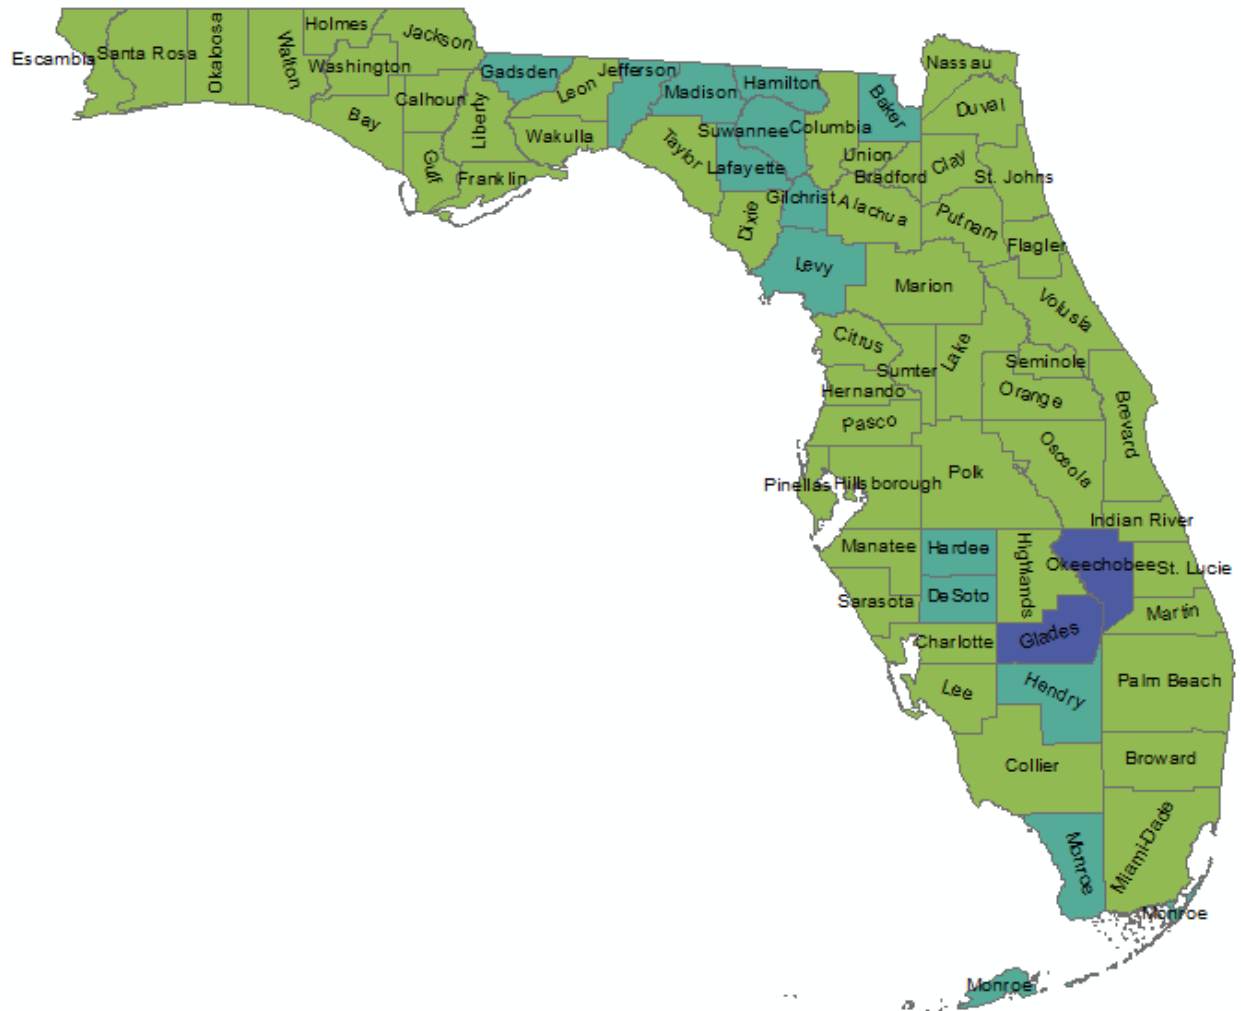 Escambia
Santa Rosa
Okaloosa
Walton
Holmes
Washington
Jackson
Bay
Calhoun
Gulf
Liberty
Gadsden
Franklin
Leon
Wakulla
Jefferson
Madison
Taylor
Hamilton
Suwannee
Lafayette
Dixie
Gilchrist
Levy
Columbia
Baker
Union
Bradford
Alachua
Nassau
Duval
Clay
St. Johns
Putnam
Flagler
Marion
Volusia
Citrus
Sumter
Lake
Seminole
Orange
Hernando
Pasco
Brevard
Osceola
Polk
Pinellas
Hillsborough
Indian River
Manatee
Hardee
Highlands
Okeechobee
St. Lucie
Sarasota
DeSoto
Martin
Charlotte
Glades
Lee
Hendry
Palm Beach
Collier
Broward
Monroe
Miami-Dade
Monroe
Monroe